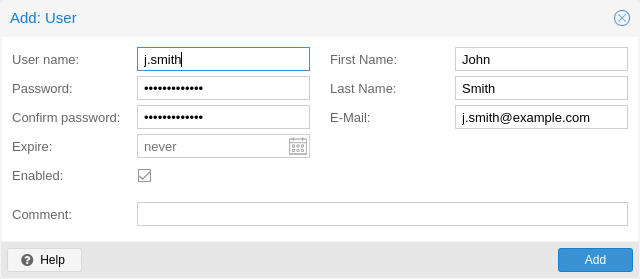 Add: User
User name: j.smith First Name: John
Password: ••••••••••••• Last Name: Smith
Confirm password: ••••••••••••• E-Mail: j.smith@example.com
Expire: never
Enabled:
Comment:
? Help Add